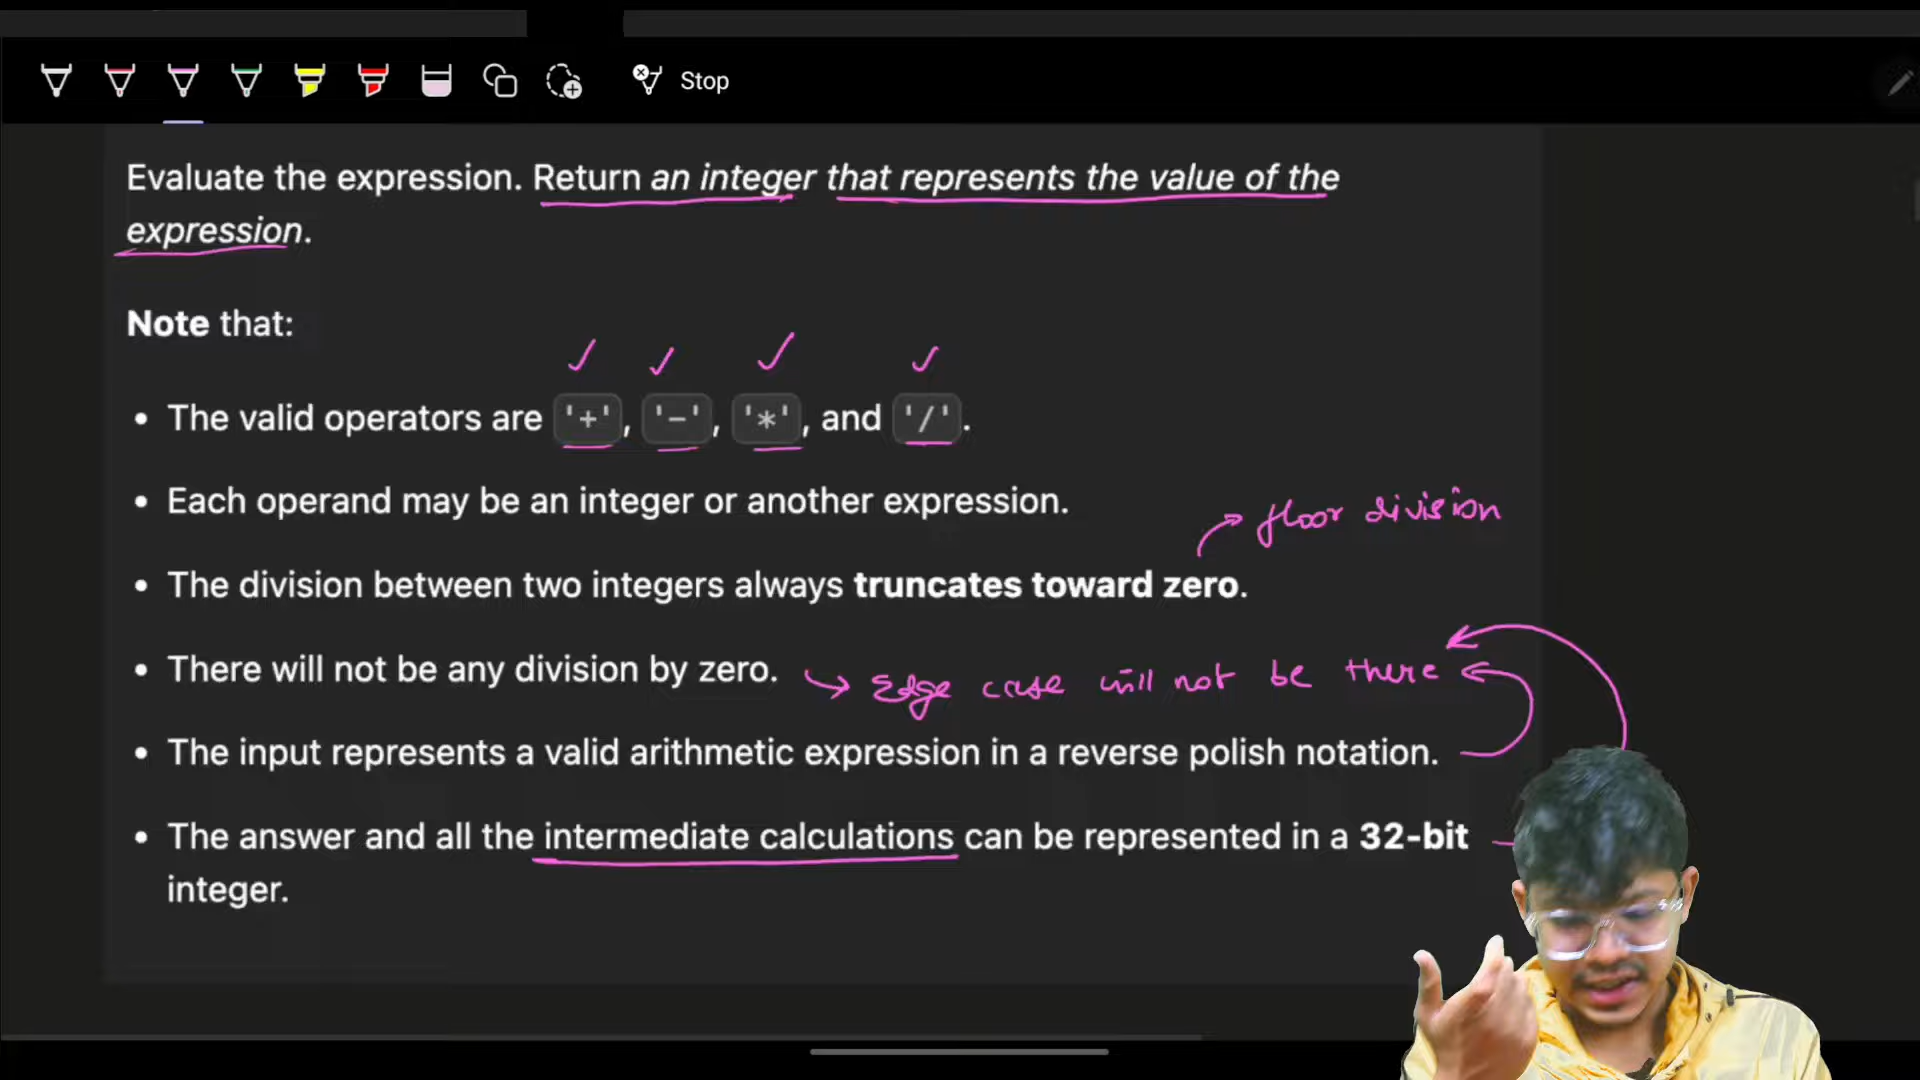 Stop
Evaluate the expression. Return an integer that represents the value of the
expression.
Note that:
• The valid operators are '+', '-', '*', and '/'.
• Each operand may be an integer or another expression.
floor division
• The division between two integers always truncates toward zero.
• There will not be any division by zero.
Edge case will not be there
• The input represents a valid arithmetic expression in a reverse polish notation.
• The answer and all the intermediate calculations can be represented in a 32-bit
integer.